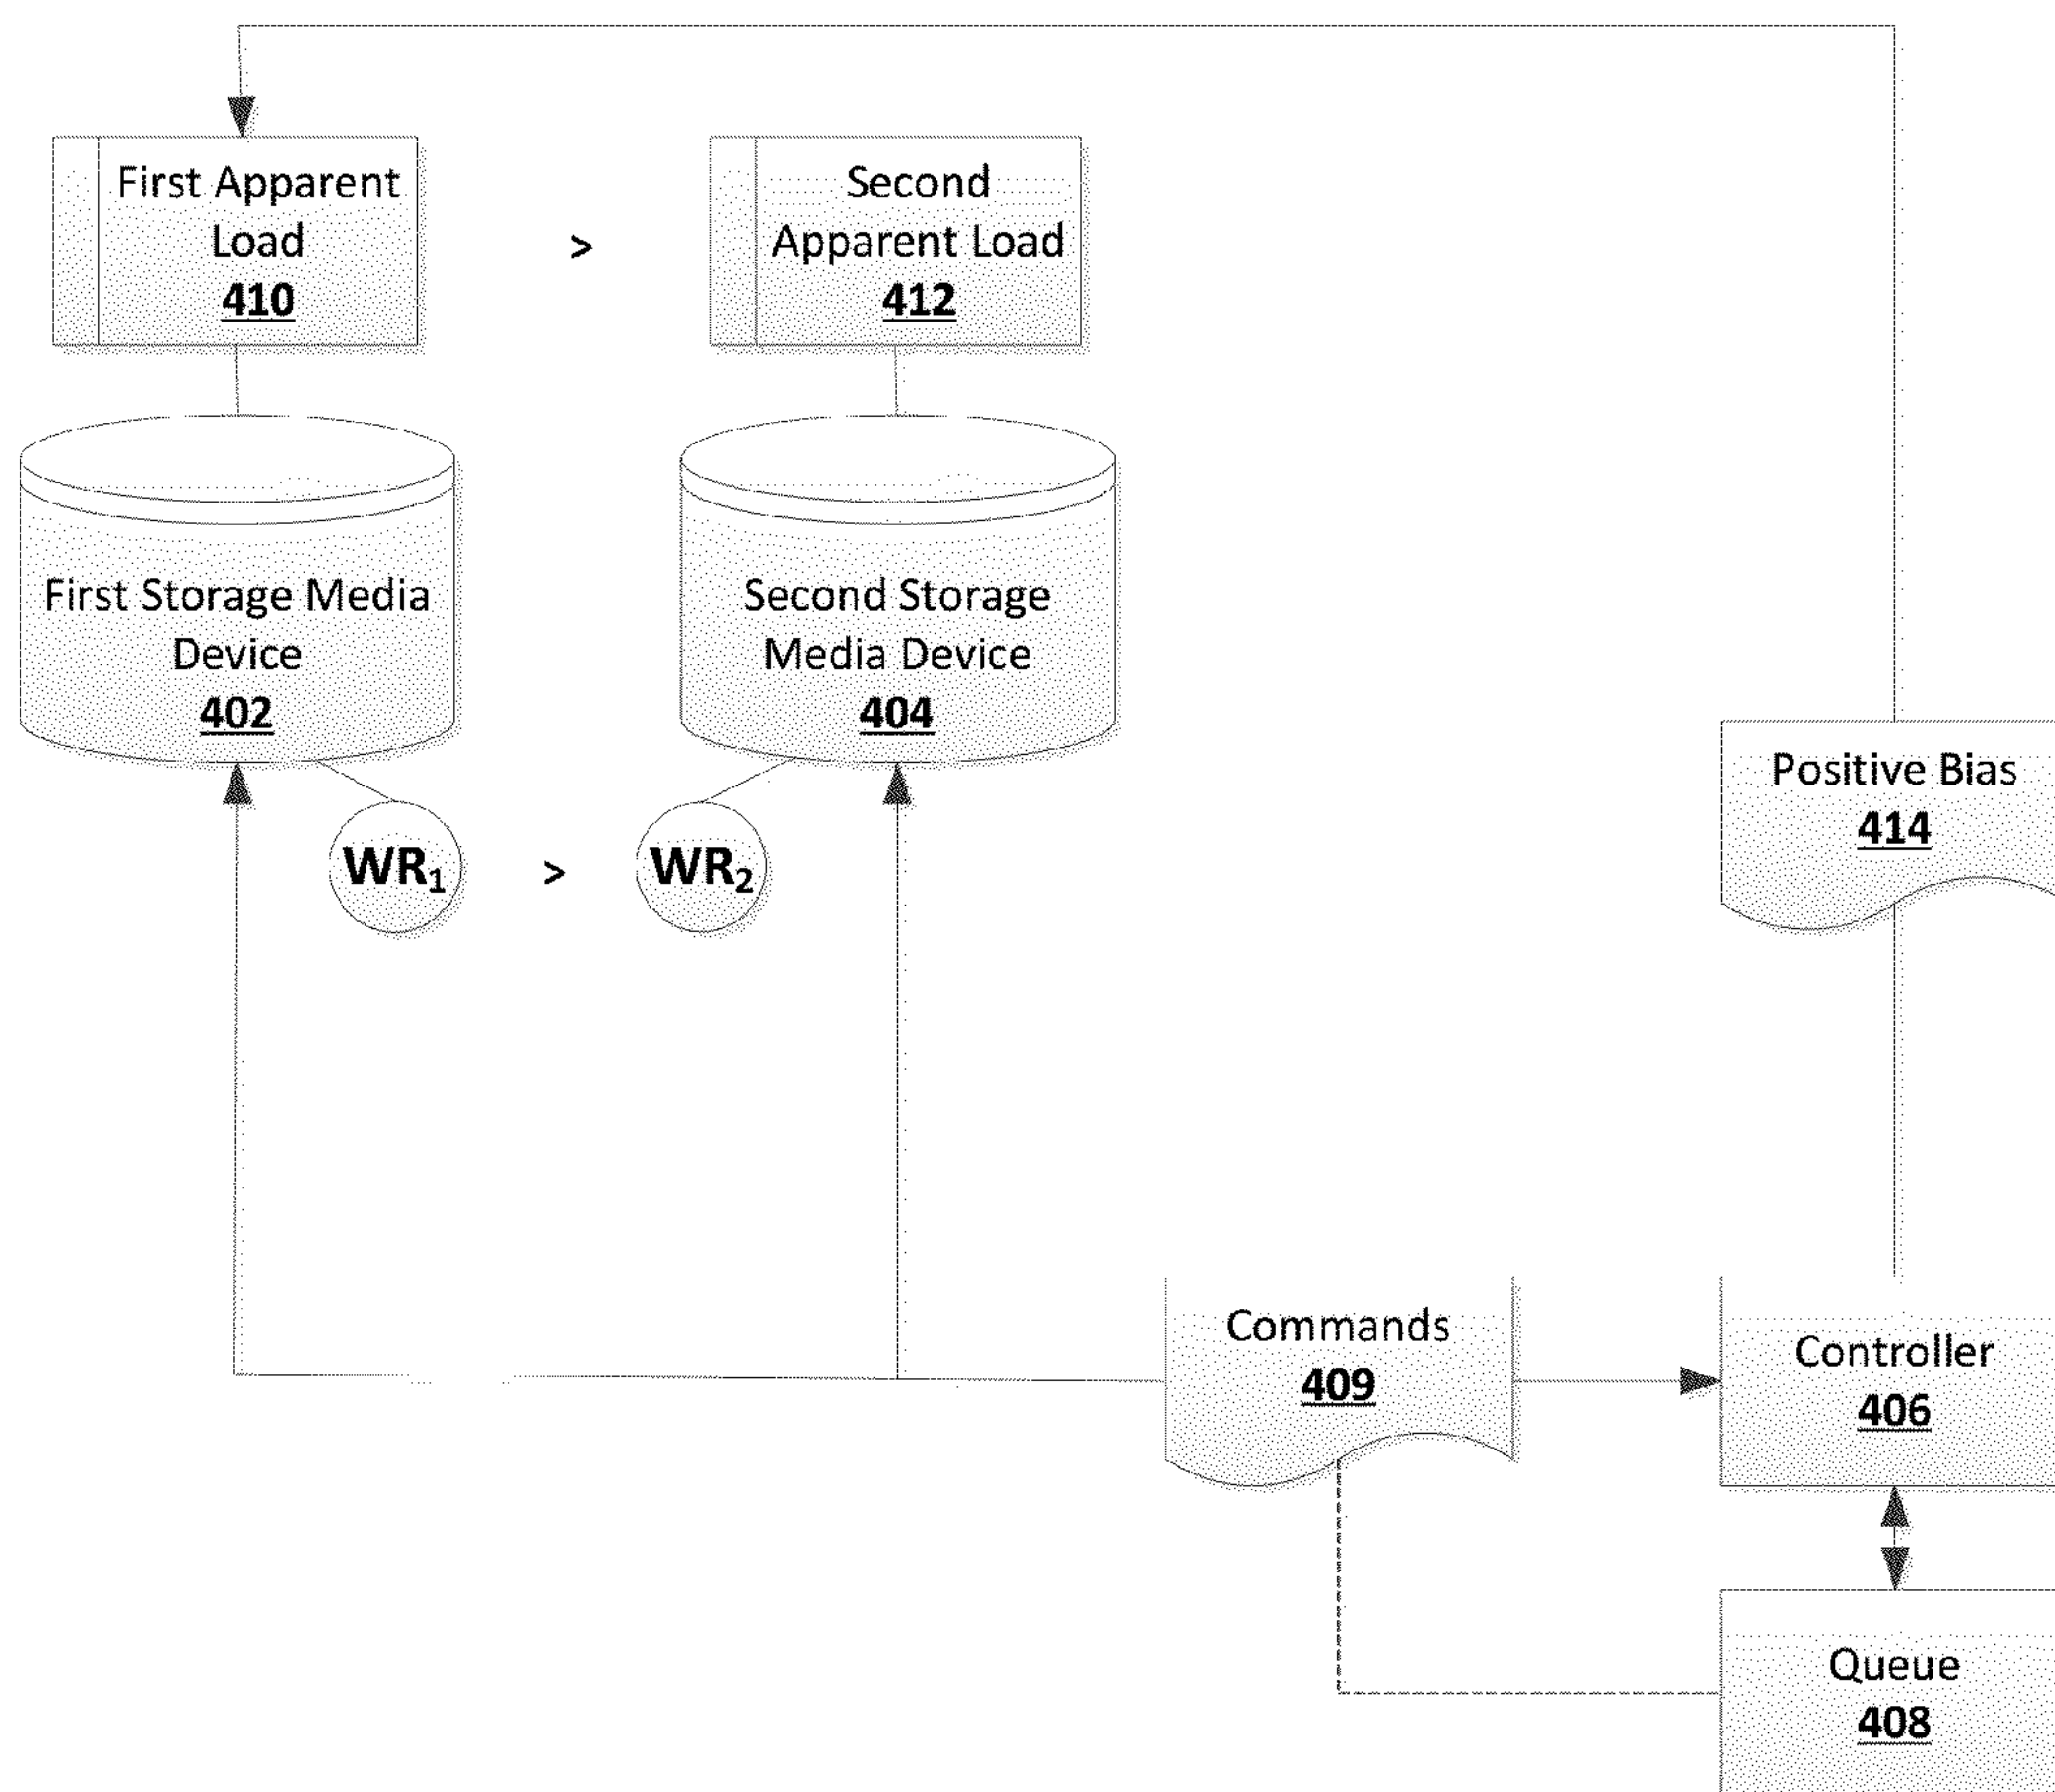 First Apparent
Load
410
>
Second
Apparent Load
412
First Storage Media
Device
402
Second Storage
Media Device
404
Positive Bias
414
WR₁
>
WR₂
Commands
409
Controller
406
Queue
408